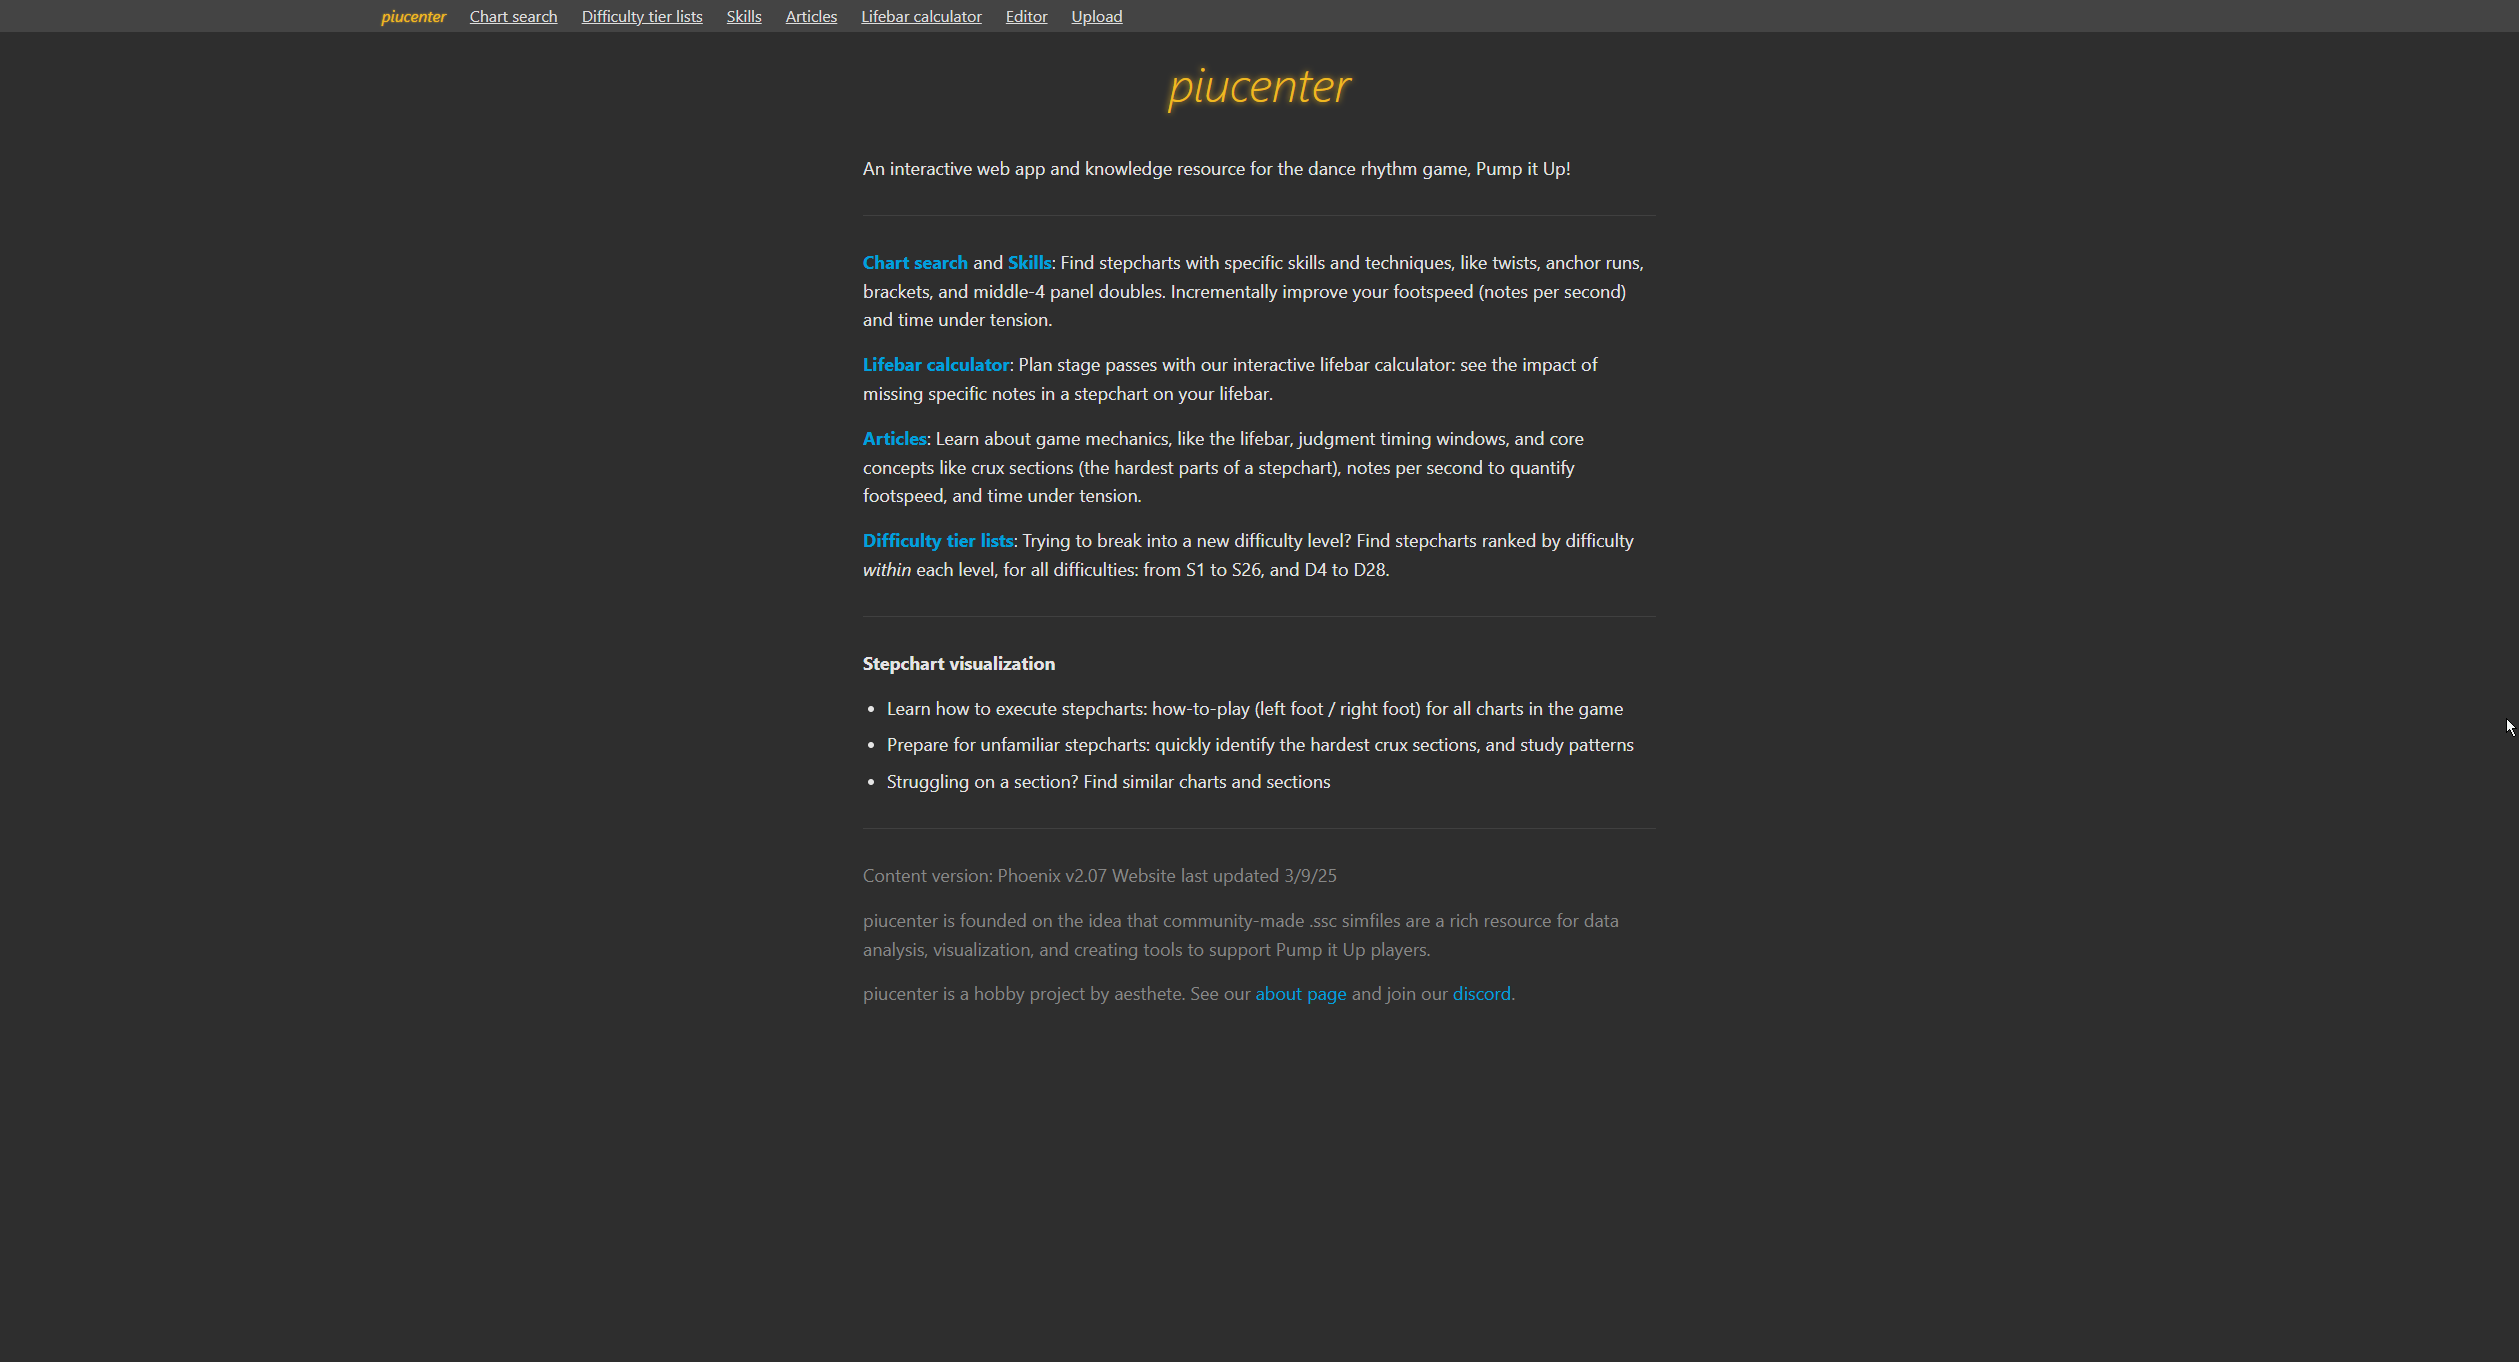 piucenter Chart search Difficulty tier lists Skills Articles Lifebar calculator Editor Upload
piucenter
An interactive web app and knowledge resource for the dance rhythm game, Pump it Up!
Chart search and Skills: Find stepcharts with specific skills and techniques, like twists, anchor runs,
brackets, and middle-4 panel doubles. Incrementally improve your footspeed (notes per second)
and time under tension.
Lifebar calculator: Plan stage passes with our interactive lifebar calculator: see the impact of
missing specific notes in a stepchart on your lifebar.
Articles: Learn about game mechanics, like the lifebar, judgment timing windows, and core
concepts like crux sections (the hardest parts of a stepchart), notes per second to quantify
footspeed, and time under tension.
Difficulty tier lists: Trying to break into a new difficulty level? Find stepcharts ranked by difficulty
within each level, for all difficulties: from S1 to S26, and D4 to D28.
Stepchart visualization
• Learn how to execute stepcharts: how-to-play (left foot / right foot) for all charts in the game
• Prepare for unfamiliar stepcharts: quickly identify the hardest crux sections, and study patterns
• Struggling on a section? Find similar charts and sections
Content version: Phoenix v2.07 Website last updated 3/9/25
piucenter is founded on the idea that community-made .ssc simfiles are a rich resource for data
analysis, visualization, and creating tools to support Pump it Up players.
piucenter is a hobby project by aesthete. See our about page and join our discord.